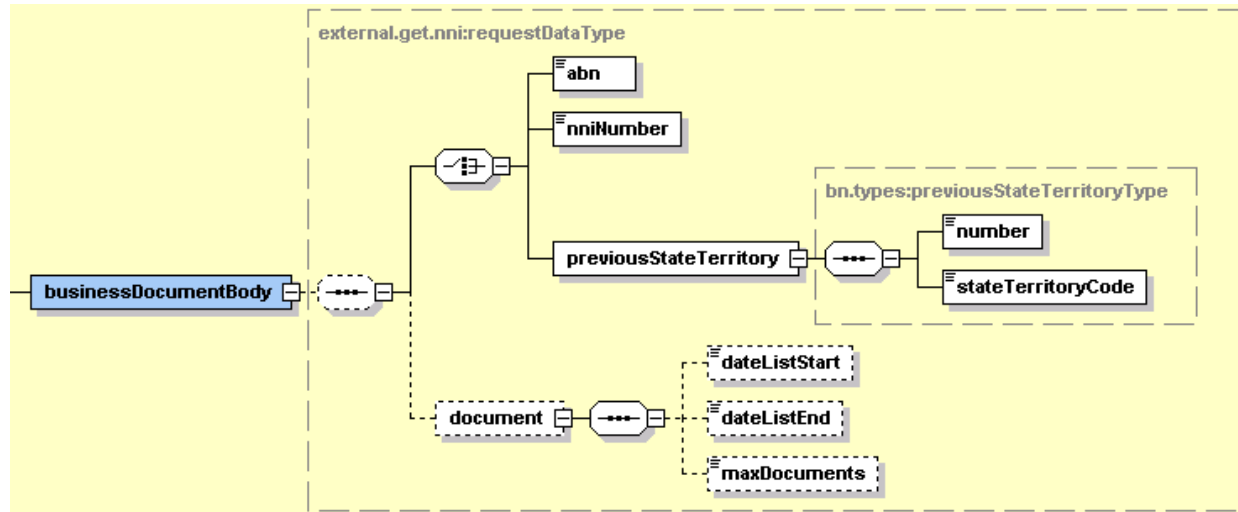 external.get.nni:requestDataType
abn
nniNumber
bn.types:previousStateTerritoryType
number
previousStateTerritory
businessDocumentBody
stateTerritoryCode
dateListStart
document
dateListEnd
maxDocuments